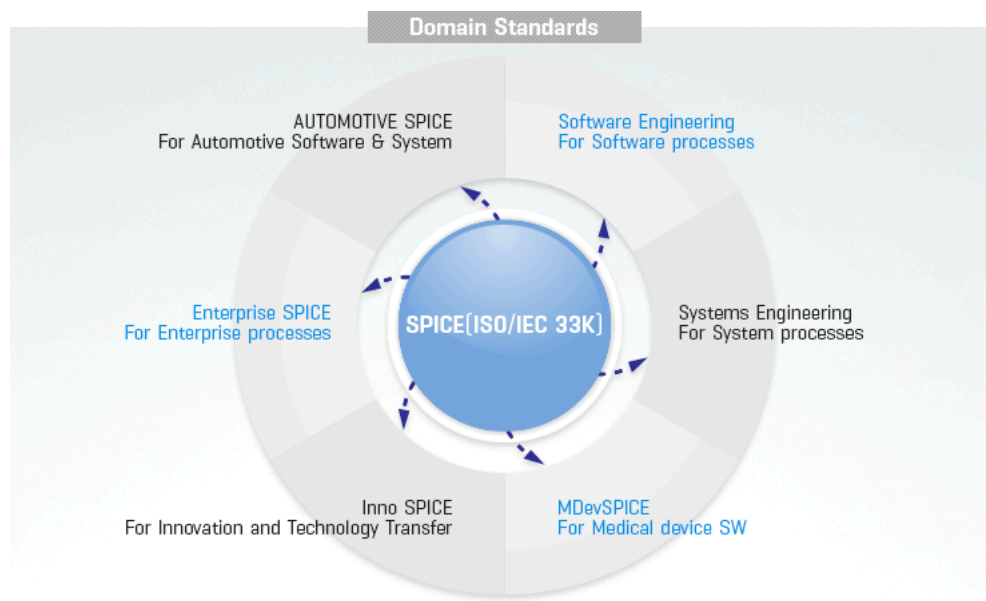 Domain Standards
AUTOMOTIVE SPICE
For Automotive Software & System
Software Engineering
For Software processes
Enterprise SPICE
For Enterprise processes
SPICE(ISO/IEC 33K)
Systems Engineering
For System processes
Inno SPICE
For Innovation and Technology Transfer
MDevSPICE
For Medical device SW